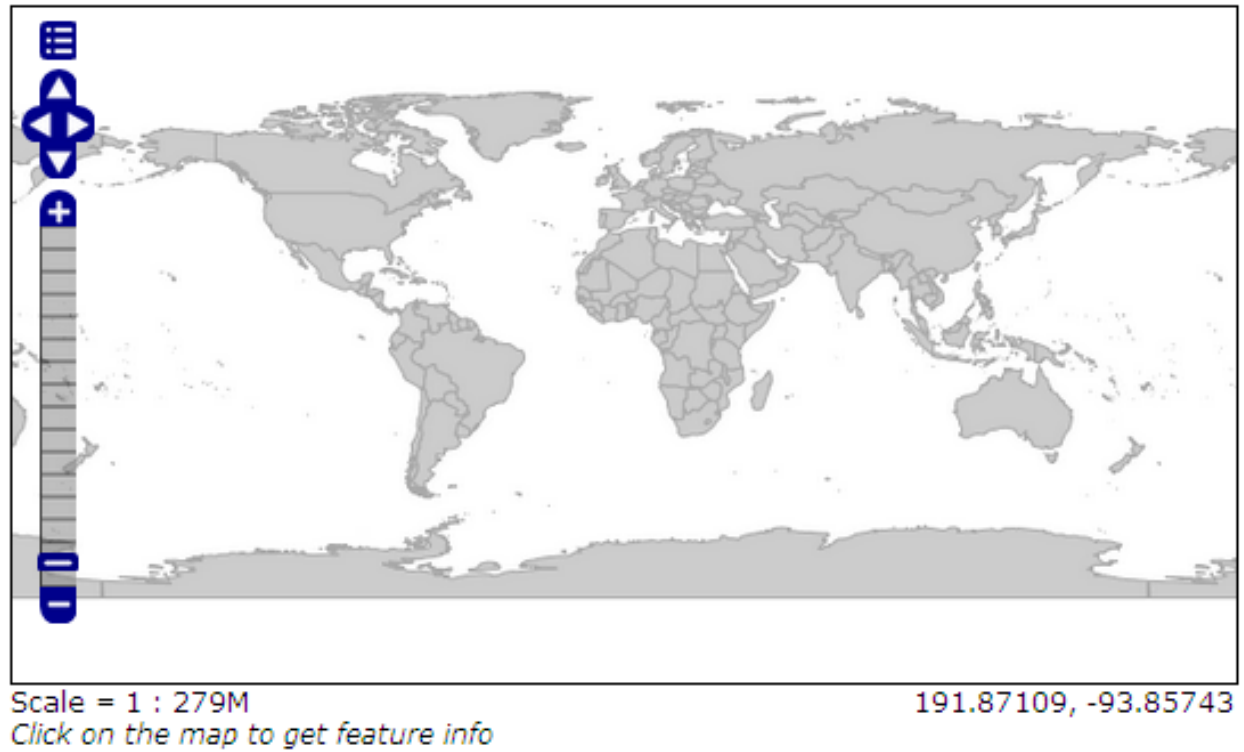 Scale = 1 : 279M
191.87109, -93.85743
Click on the map to get feature info